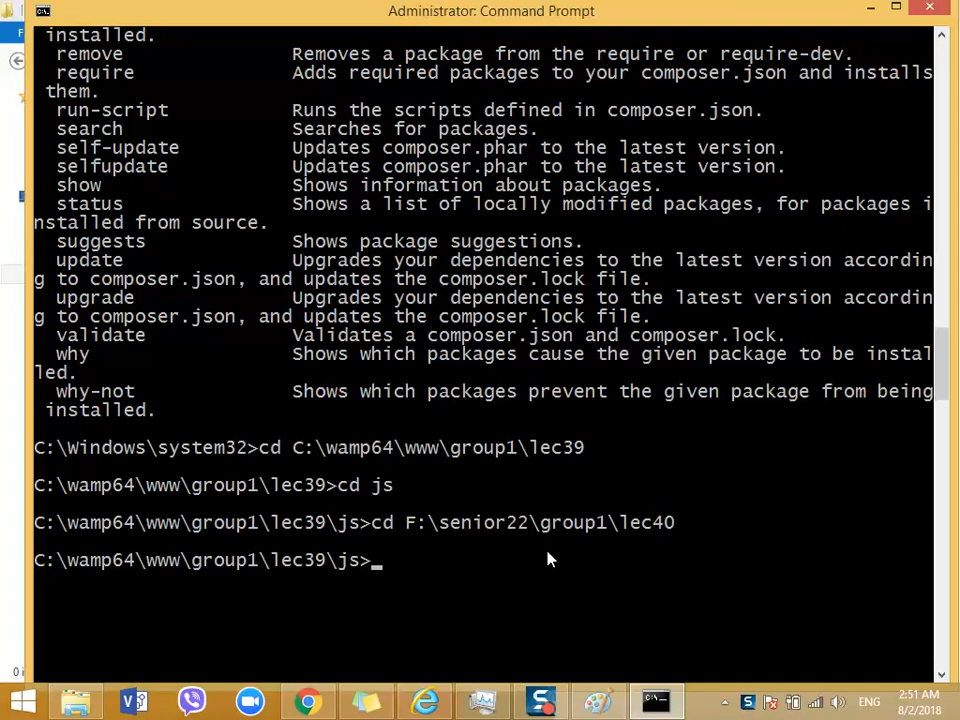 Administrator: Command Prompt
installed.
remove Removes a package from the require or require-dev.
require Adds required packages to your composer.json and installs
them.
run-script Runs the scripts defined in composer.json.
search Searches for packages.
self-update Updates composer.phar to the latest version.
selfupdate Updates composer.phar to the latest version.
show Shows information about packages.
status Shows a list of locally modified packages, for packages i
nstalled from source.
suggests Shows package suggestions.
update Upgrades your dependencies to the latest version accordin
g to composer.json, and updates the composer.lock file.
upgrade Upgrades your dependencies to the latest version accordin
g to composer.json, and updates the composer.lock file.
validate Validates a composer.json and composer.lock.
why Shows which packages cause the given package to be instal
led.
why-not Shows which packages prevent the given package from being
installed.
C:\Windows\system32>cd C:\wamp64\www\group1\lec39
C:\wamp64\www\group1\lec39>cd js
C:\wamp64\www\group1\lec39\js>cd F:\senior22\group1\lec40
C:\wamp64\www\group1\lec39\js>_
ENG
2:51 AM
8/2/2018